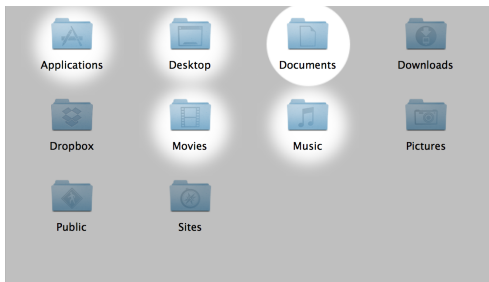 Applications Desktop Documents Downloads
Dropbox Movies Music Pictures
Public Sites